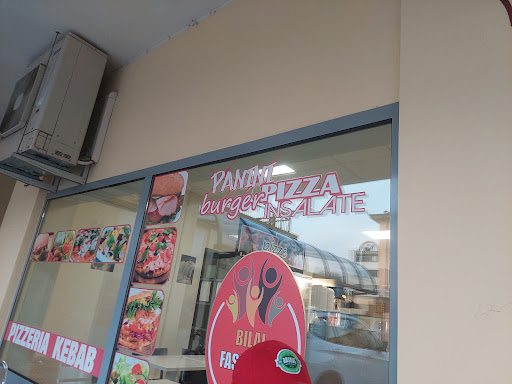 PANINI
burger PIZZA
INSALATE
BILAL
FAS
PIZZERIA KEBAB